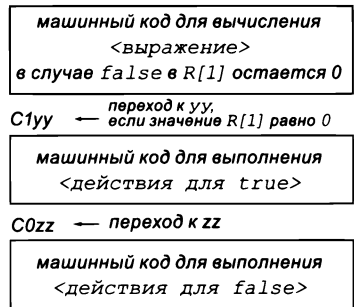 машинный код для вычисления
<выражение>
в случае false в R[1] остается 0
переход к yy,
C1yy ← если значение R[1] равно 0
машинный код для выполнения
<действия для true>
C0zz ← переход к zz
машинный код для выполнения
<действия для false>